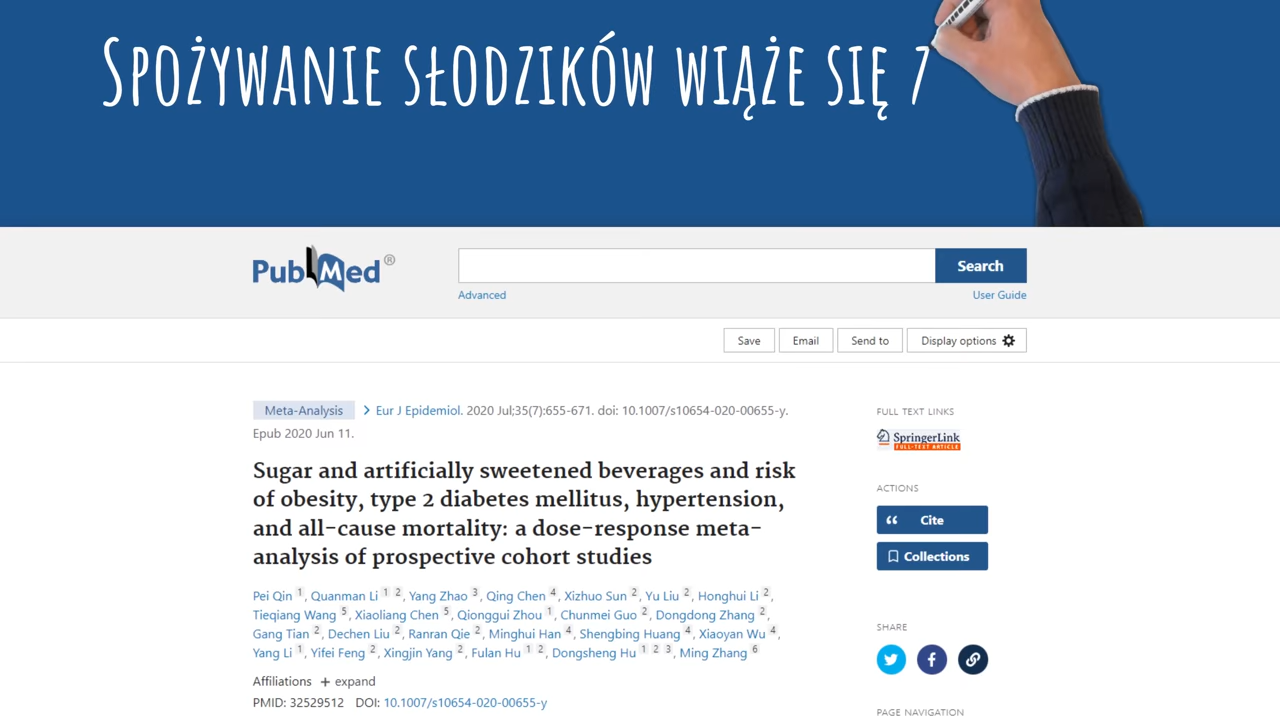 Spożywanie słodzików wiąże się
PubMed®
Search
Advanced
User Guide
Save
Email
Send to
Display options
Meta-Analysis > Eur J Epidemiol. 2020 Jul;35(7):655-671. doi: 10.1007/s10654-020-00655-y.
Epub 2020 Jun 11.
Sugar and artificially sweetened beverages and risk
of obesity, type 2 diabetes mellitus, hypertension,
and all-cause mortality: a dose-response meta-
analysis of prospective cohort studies
Pei Qin 1, Quanman Li 1 2, Yang Zhao 3, Qing Chen 4, Xizhuo Sun 2, Yu Liu 2, Honghui Li 2,
Tieqiang Wang 5, Xiaoliang Chen 5, Qionggui Zhou 1, Chunmei Guo 2, Dongdong Zhang 2,
Gang Tian 2, Dechen Liu 2, Ranran Qie 2, Minghui Han 4, Shengbing Huang 4, Xiaoyan Wu 4,
Yang Li 1, Yifei Feng 2, Xingjin Yang 2, Fulan Hu 1 2, Dongsheng Hu 1 2 3, Ming Zhang 6
Affiliations + expand
PMID: 32529512 DOI: 10.1007/s10654-020-00655-y
FULL TEXT LINKS
SpringerLink
FULL-TEXT ARTICLE
ACTIONS
Cite
Collections
SHARE
PAGE NAVIGATION